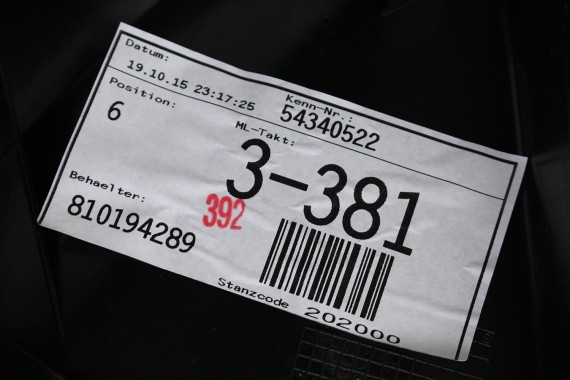 Datum:
19.10.15 23:17:25
Kenn-Nr.:
54340522
Position:
6
ML-Takt:
3-381
392
Behaelter:
810194289
Stanzcode 202000